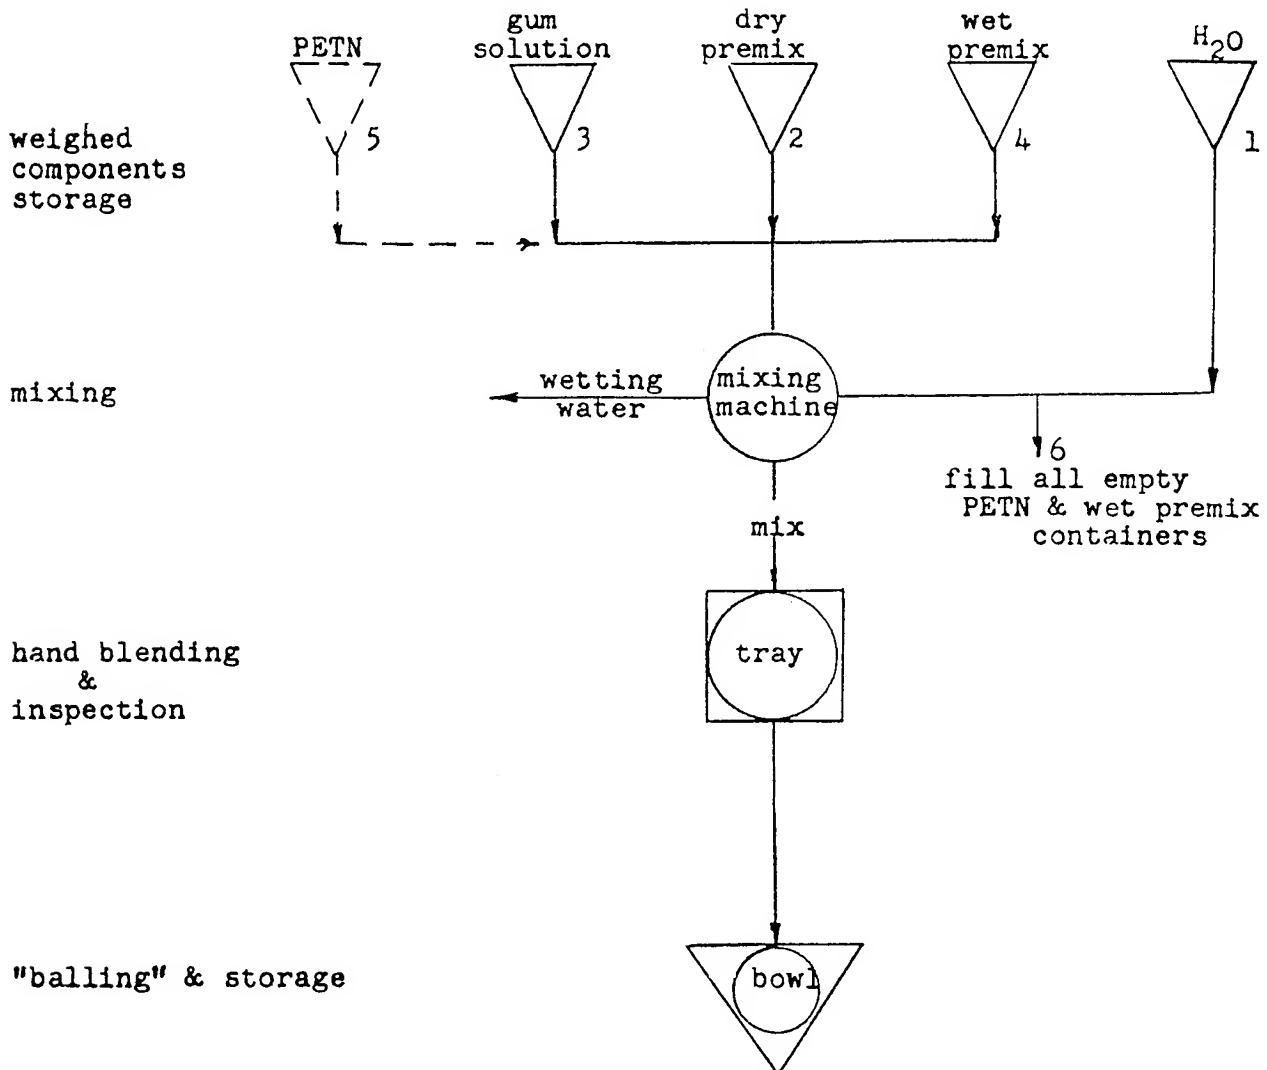 PETN
gum
solution
dry
premix
wet
premix
H2O
weighed
components
storage
5
3
2
4
1
mixing
wetting
water
mixing
machine
6
fill all empty
PETN & wet premix
containers
mix
hand blending
&
inspection
tray
"balling" & storage
bowl